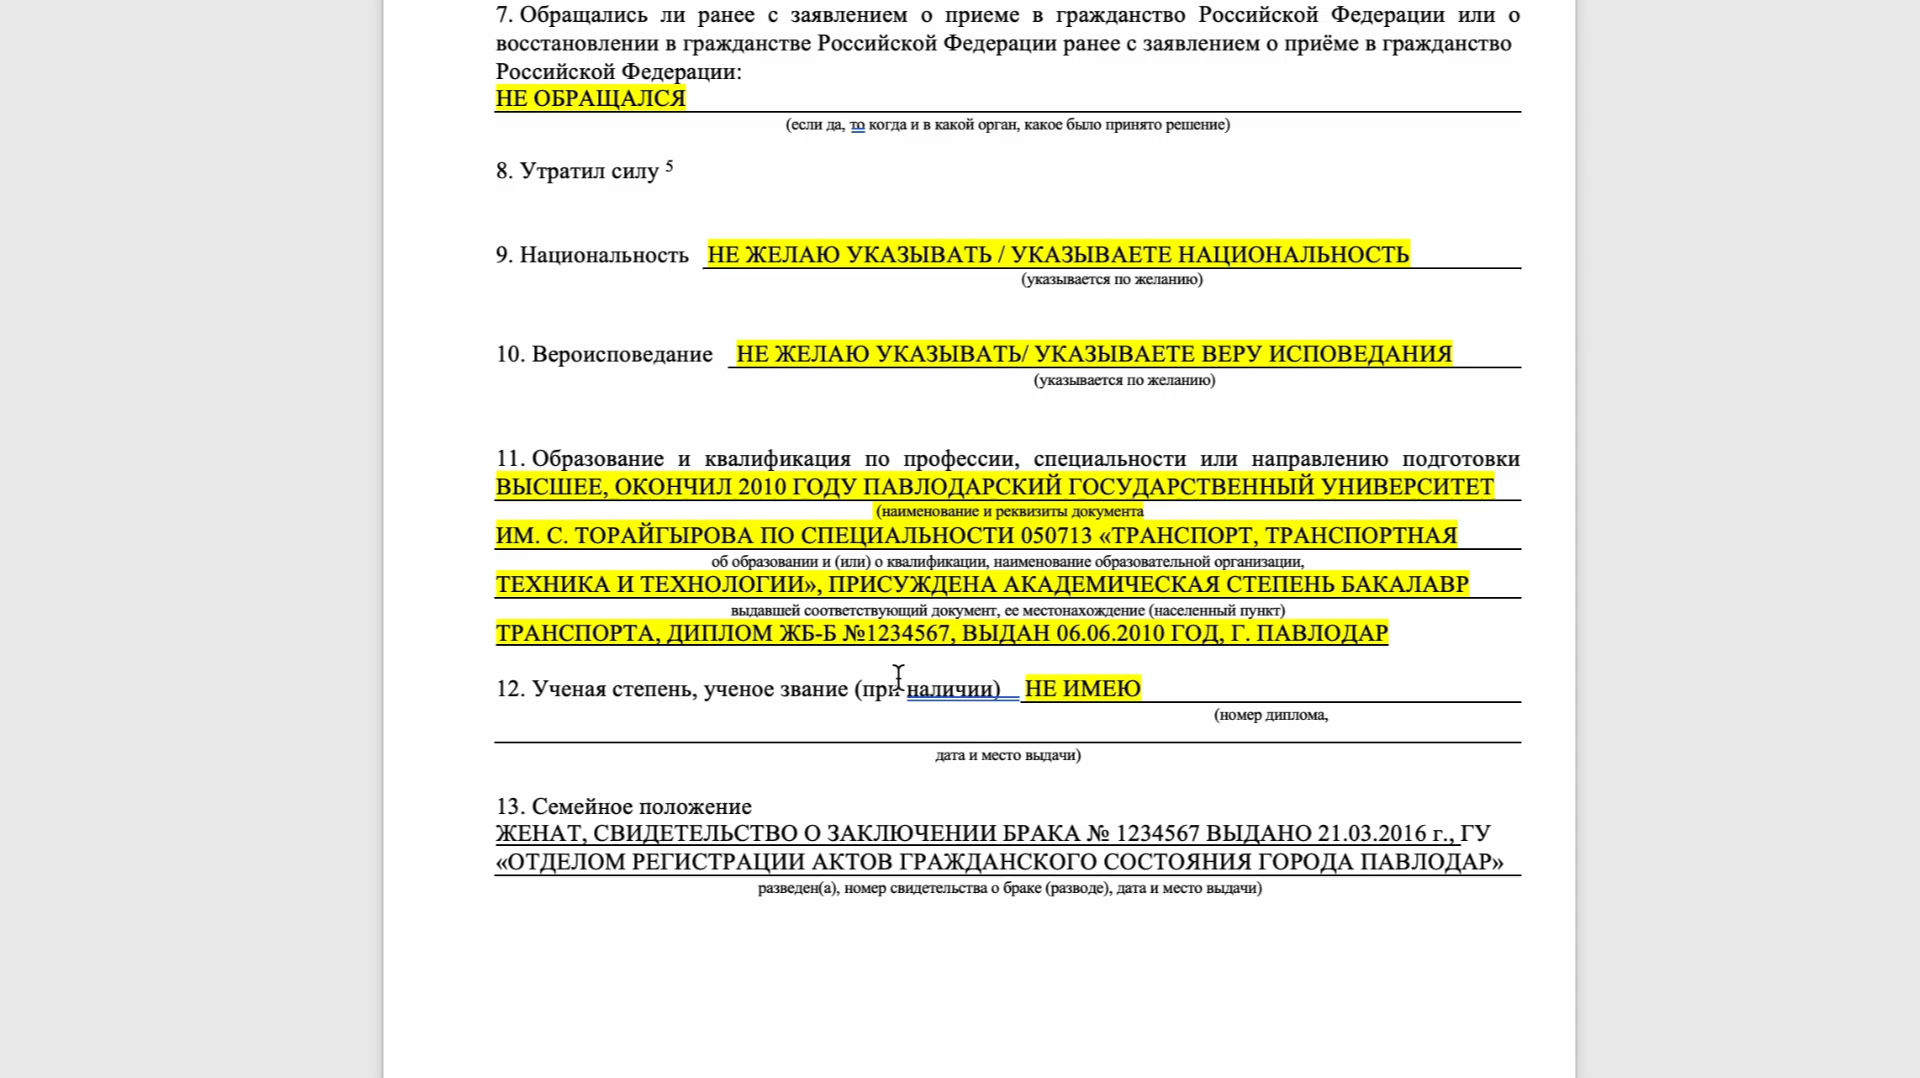 7. Обращались ли ранее с заявлением о приеме в гражданство Российской Федерации или о
восстановлении в гражданстве Российской Федерации ранее с заявлением о приёме в гражданство
Российской Федерации:
НЕ ОБРАЩАЛСЯ
(если да, то когда и в какой орган, какое было принято решение)
8. Утратил силу 5
9. Национальность НЕ ЖЕЛАЮ УКАЗЫВАТЬ / УКАЗЫВАЕТЕ НАЦИОНАЛЬНОСТЬ
(указывается по желанию)
10. Вероисповедание НЕ ЖЕЛАЮ УКАЗЫВАТЬ/ УКАЗЫВАЕТЕ ВЕРУ ИСПОВЕДАНИЯ
(указывается по желанию)
11. Образование и квалификация по профессии, специальности или направлению подготовки
ВЫСШЕЕ, ОКОНЧИЛ 2010 ГОДУ ПАВЛОДАРСКИЙ ГОСУДАРСТВЕННЫЙ УНИВЕРСИТЕТ
(наименование и реквизиты документа
ИМ. С. ТОРАЙГЫРОВА ПО СПЕЦИАЛЬНОСТИ 050713 «ТРАНСПОРТ, ТРАНСПОРТНАЯ
об образовании и (или) о квалификации, наименование образовательной организации,
ТЕХНИКА И ТЕХНОЛОГИИ», ПРИСУЖДЕНА АКАДЕМИЧЕСКАЯ СТЕПЕНЬ БАКАЛАВР
выдавшей соответствующий документ, ее местонахождение (населенный пункт)
ТРАНСПОРТА, ДИПЛОМ ЖБ-Б №1234567, ВЫДАН 06.06.2010 ГОД, Г. ПАВЛОДАР
12. Ученая степень, ученое звание (при наличии) НЕ ИМЕЮ
(номер диплома,
дата и место выдачи)
13. Семейное положение
ЖЕНАТ, СВИДЕТЕЛЬСТВО О ЗАКЛЮЧЕНИИ БРАКА № 1234567 ВЫДАНО 21.03.2016 г., ГУ
«ОТДЕЛОМ РЕГИСТРАЦИИ АКТОВ ГРАЖДАНСКОГО СОСТОЯНИЯ ГОРОДА ПАВЛОДАР»
разведен(а), номер свидетельства о браке (разводе), дата и место выдачи)